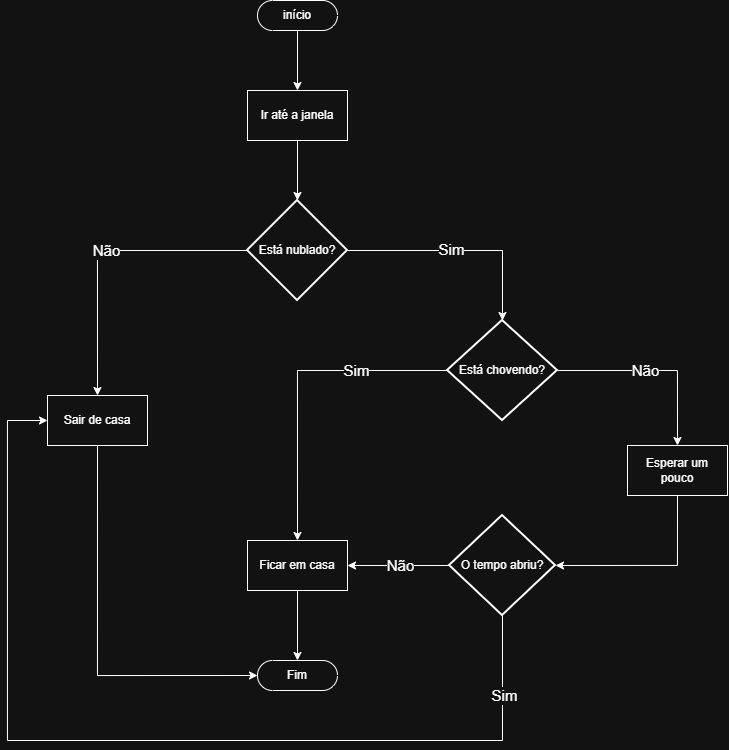 início
Ir até a janela
Está nublado?
Não
Sim
Está chovendo?
Sim
Não
Sair de casa
Esperar um
pouco
Ficar em casa
Não
O tempo abriu?
Fim
Sim